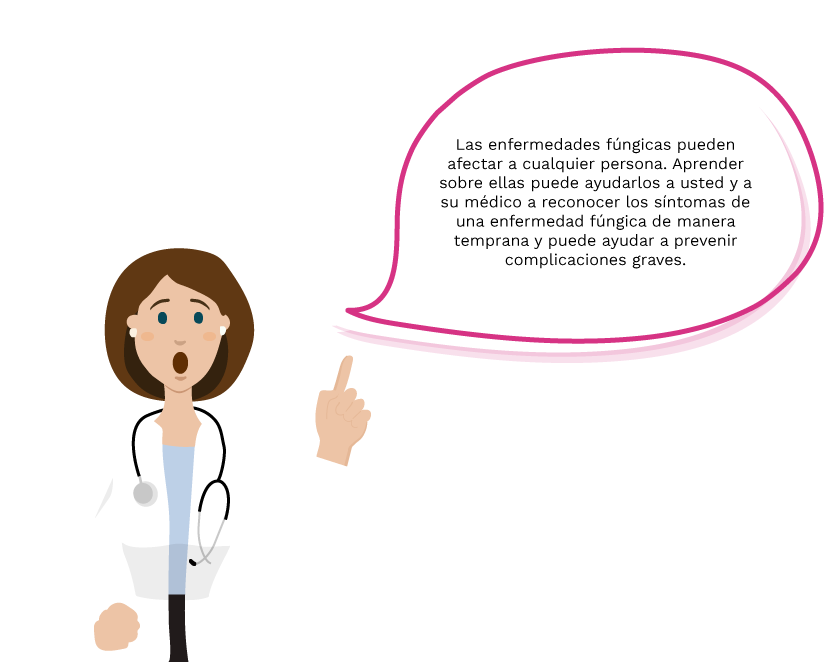 Las enfermedades fúngicas pueden
afectar a cualquier persona. Aprender
sobre ellas puede ayudarlos a usted y a
su médico a reconocer los síntomas de
una enfermedad fúngica de manera
temprana y puede ayudar a prevenir
complicaciones graves.